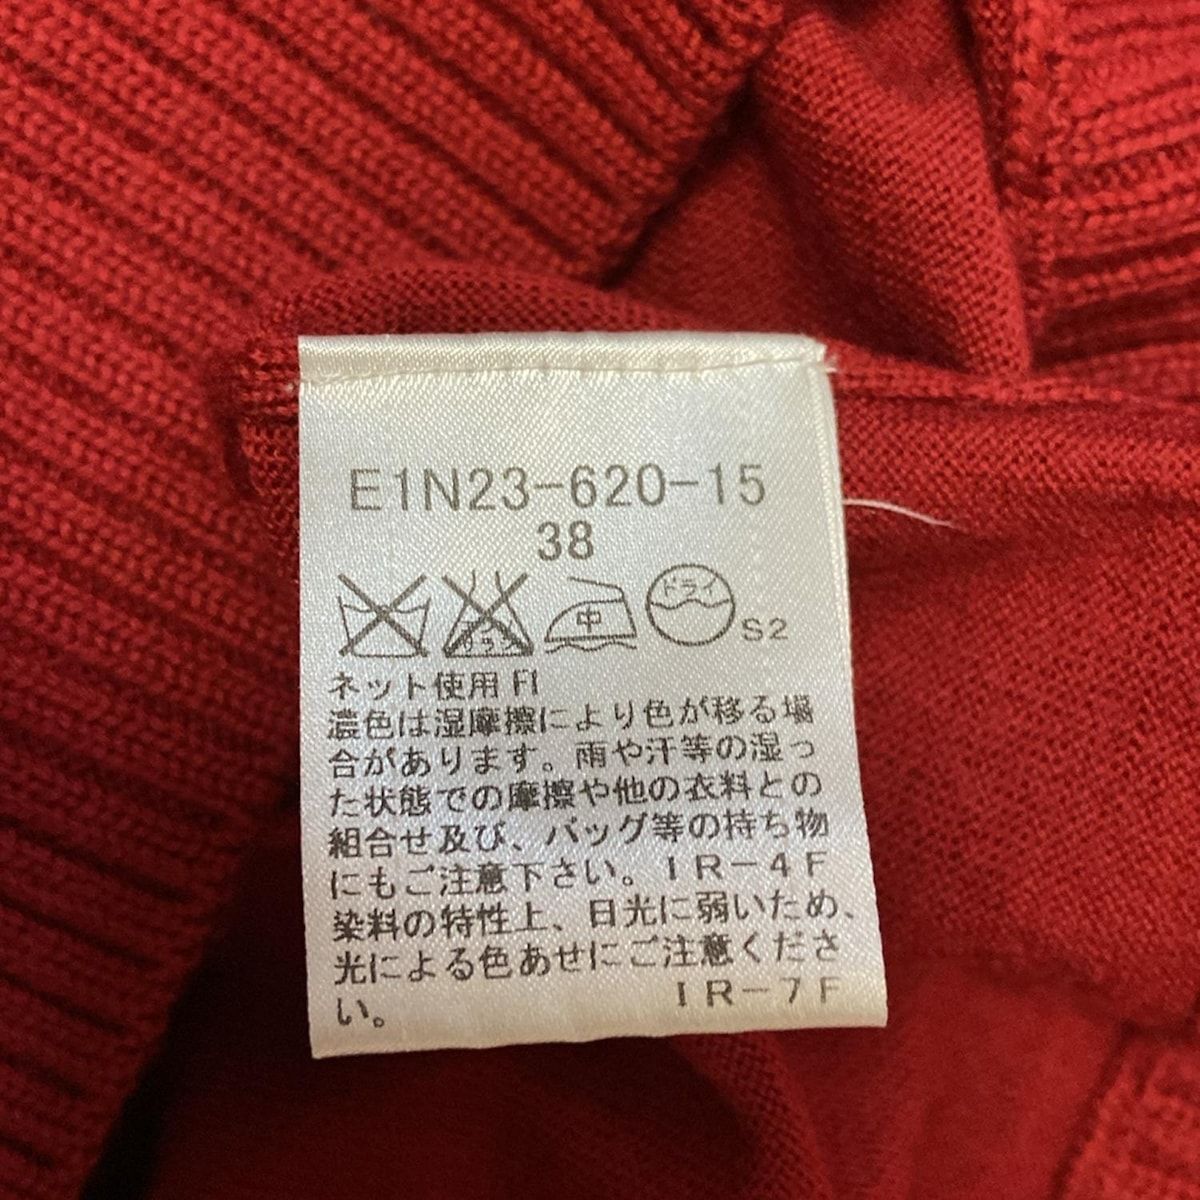 E1N23-620-15
38
中
ドライ
S2
ネット使用 FI
濃色は湿摩擦により色が移る場
合があります。雨や汗等の湿っ
た状態での摩擦や他の衣料との
組合せ及び、バッグ等の持ち物
にもご注意下さい。IR-4F
染料の特性上、日光に弱いため、
光による色あせにご注意くださ
い。 IR-7F